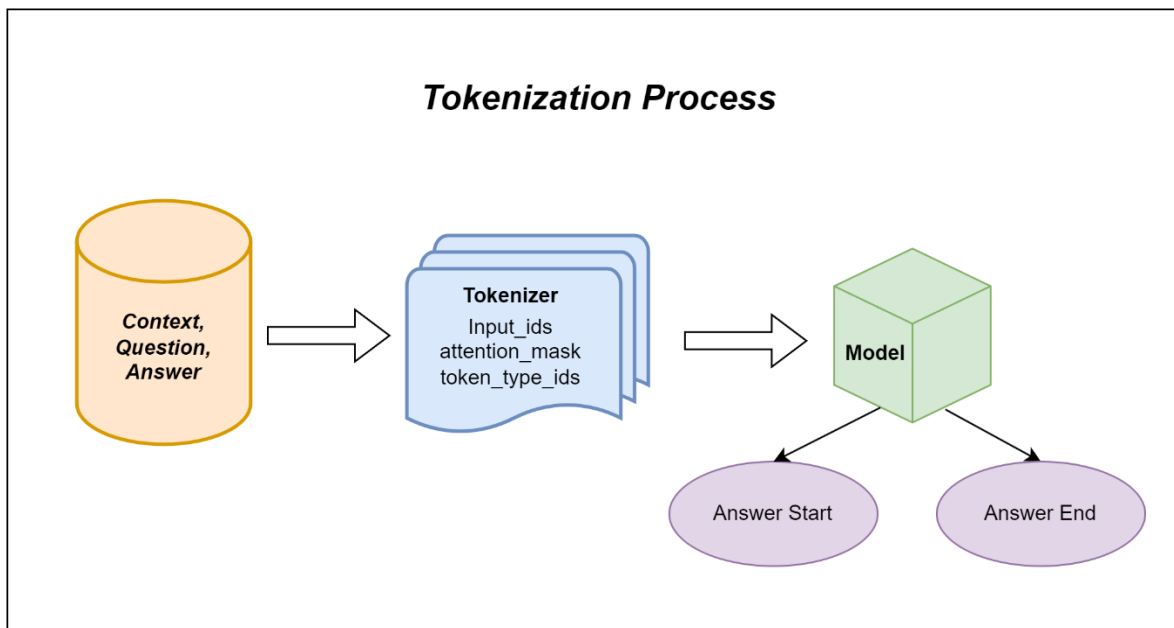 Tokenization Process
Context,
Question,
Answer
Tokenizer
Input_ids
attention_mask
token_type_ids
Model
Answer Start
Answer End